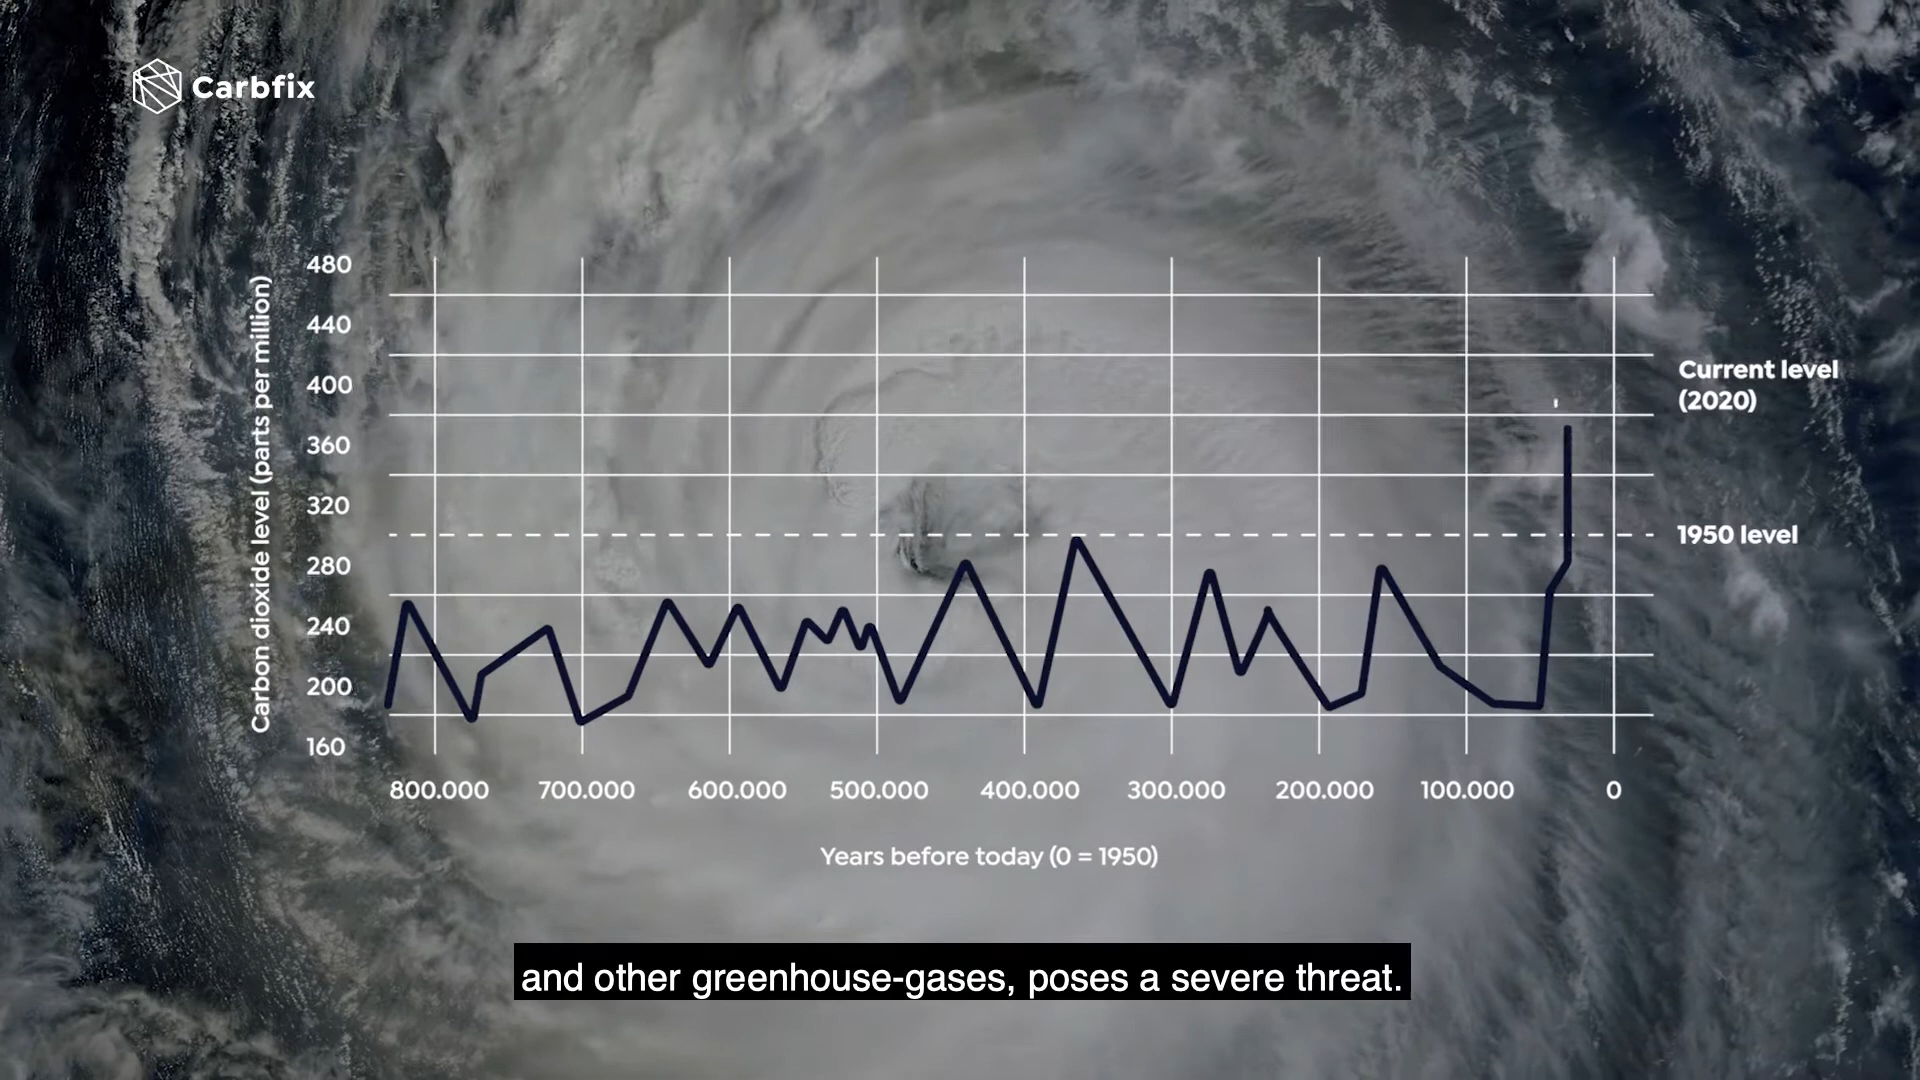 Carbfix
480
440
400
360
320
280
240
200
160
Carbon dioxide level (parts per million)
Current level
(2020)
1950 level
800.000 700.000 600.000 500.000 400.000 300.000 200.000 100.000 0
Years before today (0 = 1950)
and other greenhouse-gases, poses a severe threat.